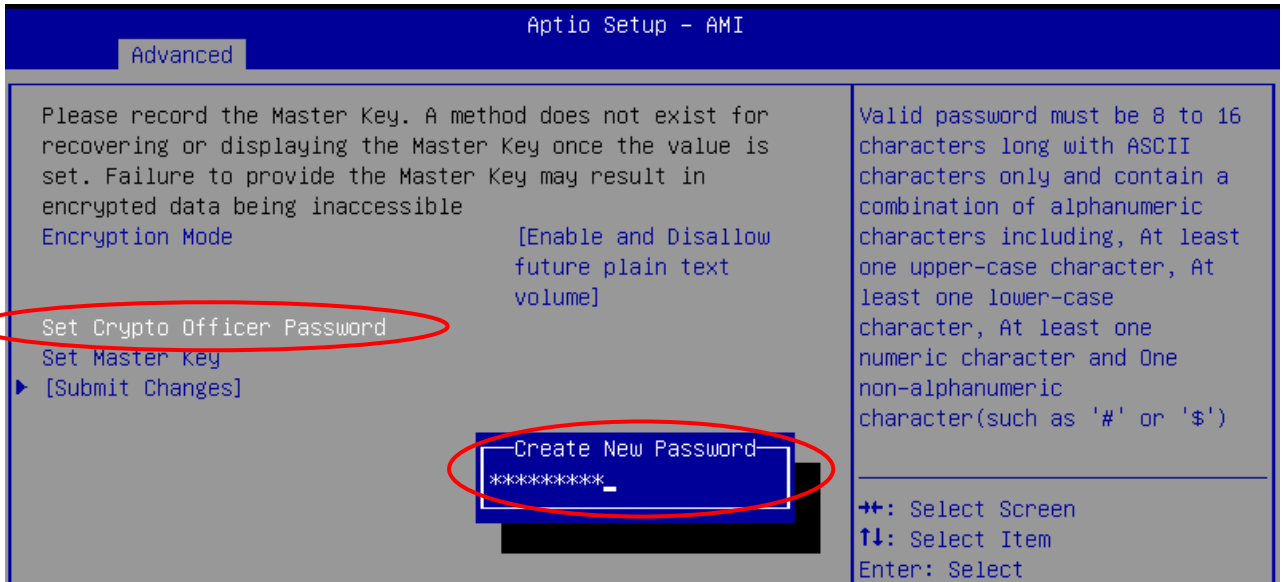 Aptio Setup – AMI
Advanced
Please record the Master Key. A method does not exist for
recovering or displaying the Master Key once the value is
set. Failure to provide the Master Key may result in
encrypted data being inaccessible
Encryption Mode [Enable and Disallow
future plain text
volume]
Set Crypto Officer Password
Set Master Key
▶ [Submit Changes]
Create New Password
*********_
Valid password must be 8 to 16
characters long with ASCII
characters only and contain a
combination of alphanumeric
characters including, At least
one upper-case character, At
least one lower-case
character, At least one
numeric character and One
non-alphanumeric
character(such as '#' or '$')
→←: Select Screen
↑↓: Select Item
Enter: Select